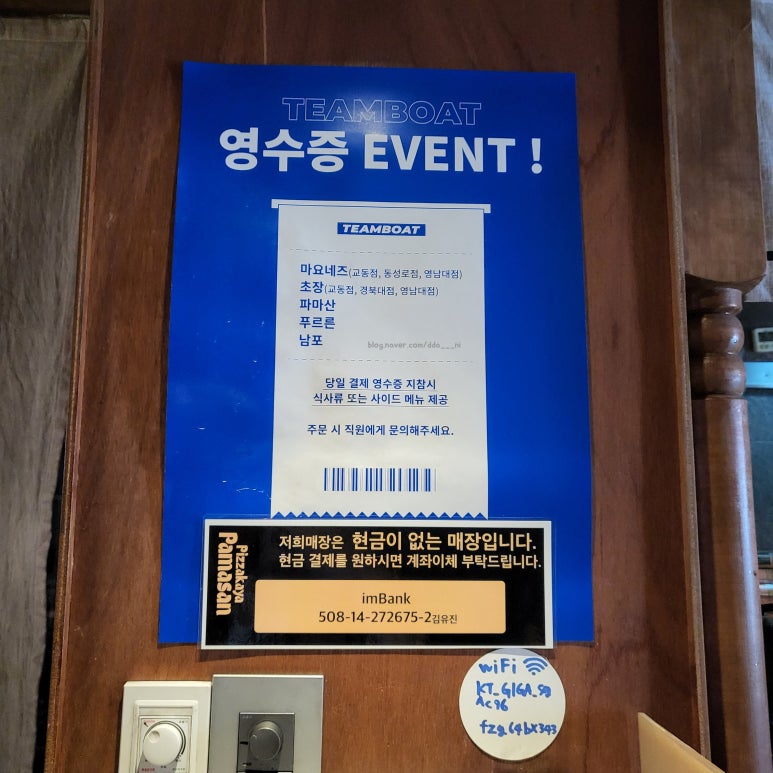 TEAMBOAT
영수증 EVENT !
TEAMBOAT
마요네즈(교동점, 동성로점, 영남대점)
초장(교동점, 경북대점, 영남대점)
파마산
푸르른
남포
blog.naver.com/ddo___ni
당일 결제 영수증 지참시
식사류 또는 사이드 메뉴 제공
주문 시 직원에게 문의해주세요.
Pizzakaya
Pamasan
저희매장은 현금이 없는 매장입니다.
현금 결제를 원하시면 계좌이체 부탁드립니다.
imBank
508-14-272675-2김유진
wiFi
KT_GIGA_5g
Ac76